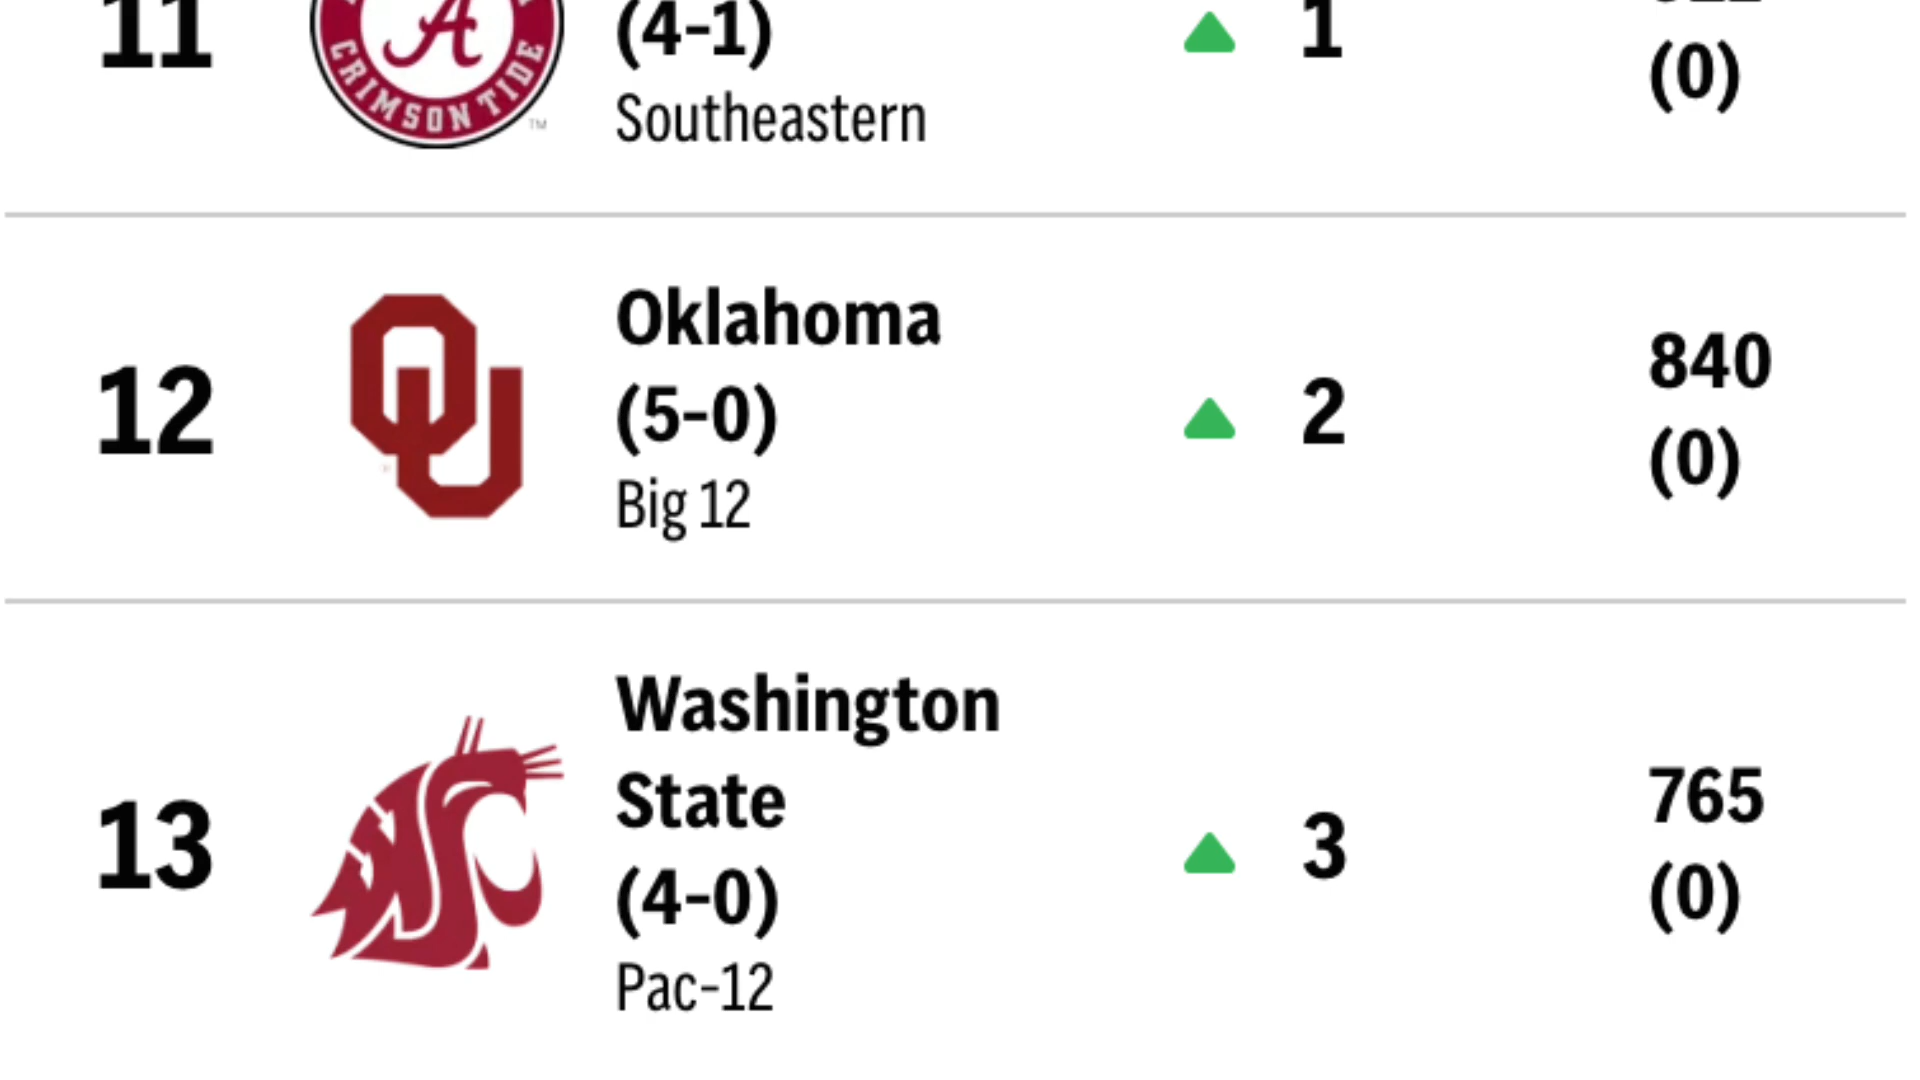 11
CRIMSON TIDE
TM
(4-1)
Southeastern
1
(0)
12
Oklahoma
(5-0)
Big 12
2
840
(0)
13
Washington
State
(4-0)
Pac-12
3
765
(0)